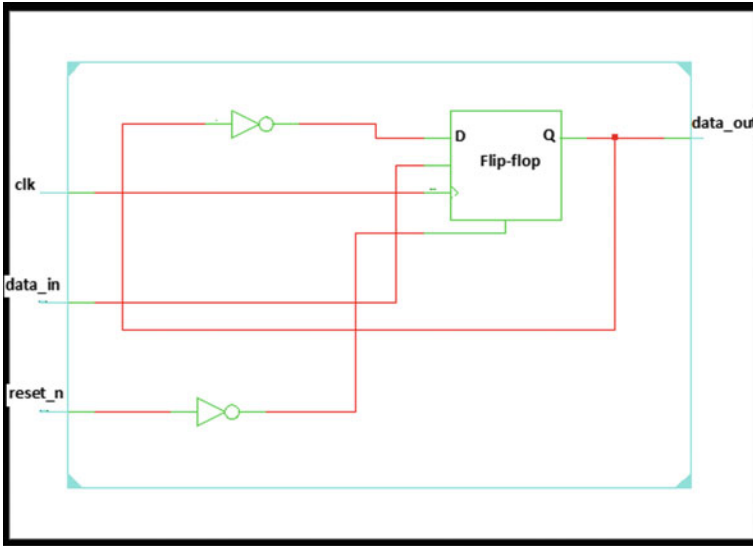 D
Q
data_out
Flip-flop
clk
data_in
reset_n